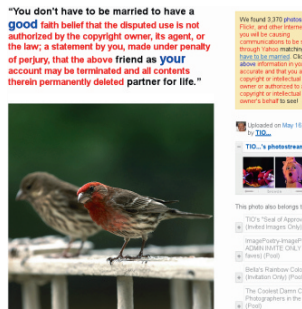 "You don't have to be married to have a
good faith belief that the disputed use is not
authorized by the copyright owner, its agent, or
the law; a statement by you, made under penalty
of perjury, that the above friend as your
account may be terminated and all contents
therein permanently deleted partner for life."
We found 3,370 photos
Flickr, and other internet
you will be causing
communications to be
through Yahoo matching
have to be married. Click
above information in your
accurate and that you a
copyright or intellectual
owner or authorized to
copyright or intellectual
owner's behalf to see!
Uploaded on May 16
by TIO...
TIO...'s photostream
This photo also belongs t
TIO's "Seal of Approv
(Invited Images Only)
ImagePoetry-ImageP
ADMIN INVITE ONLY
faves) (Pool)
Bella's Rainbow Colo
(Invitation Only) (Pool)
The Coolest Damn C
Photographers in the
(Pool)